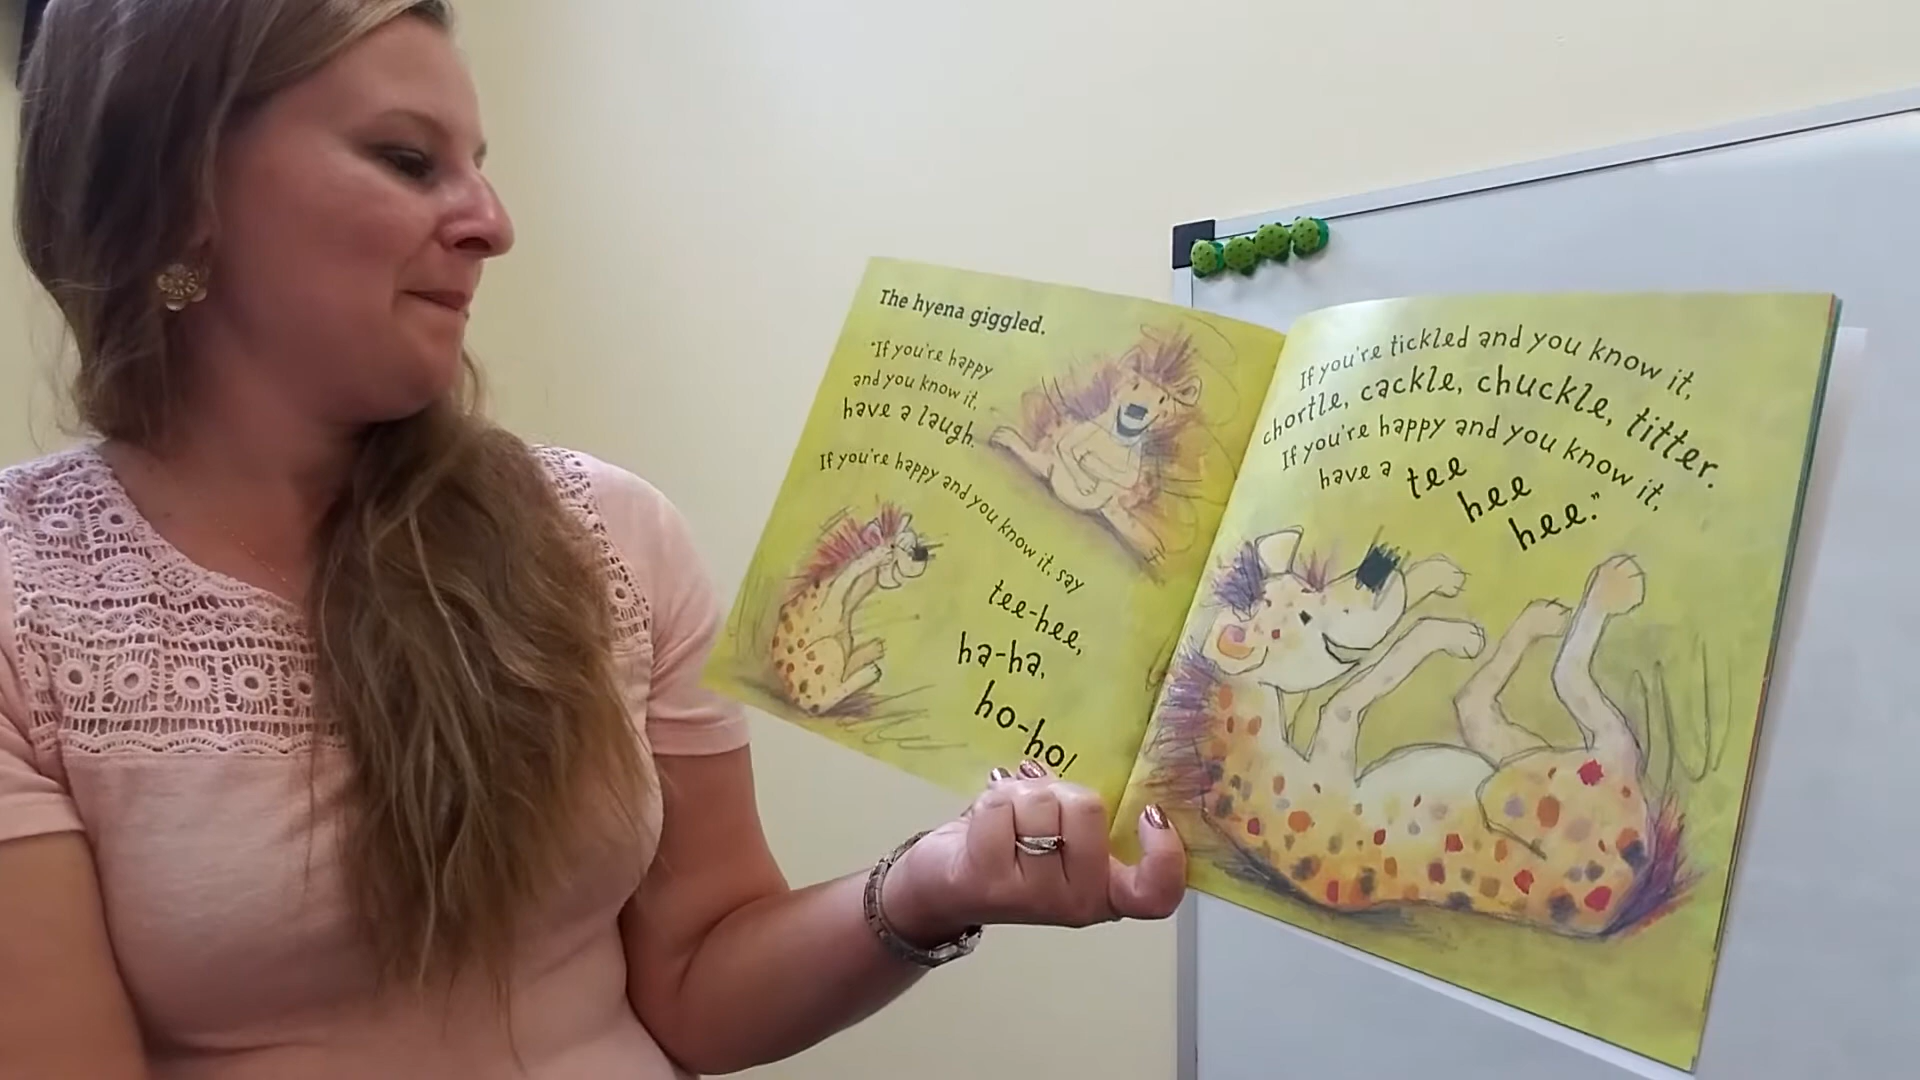 The hyena giggled.
"If you're happy
and you know it,
have a laugh.
If you're happy and you know it, say
tee-hee,
ha-ha,
ho-ho!
If you're tickled and you know it,
chortle, cackle, chuckle, titter.
If you're happy and you know it,
have a tee
hee
hee."